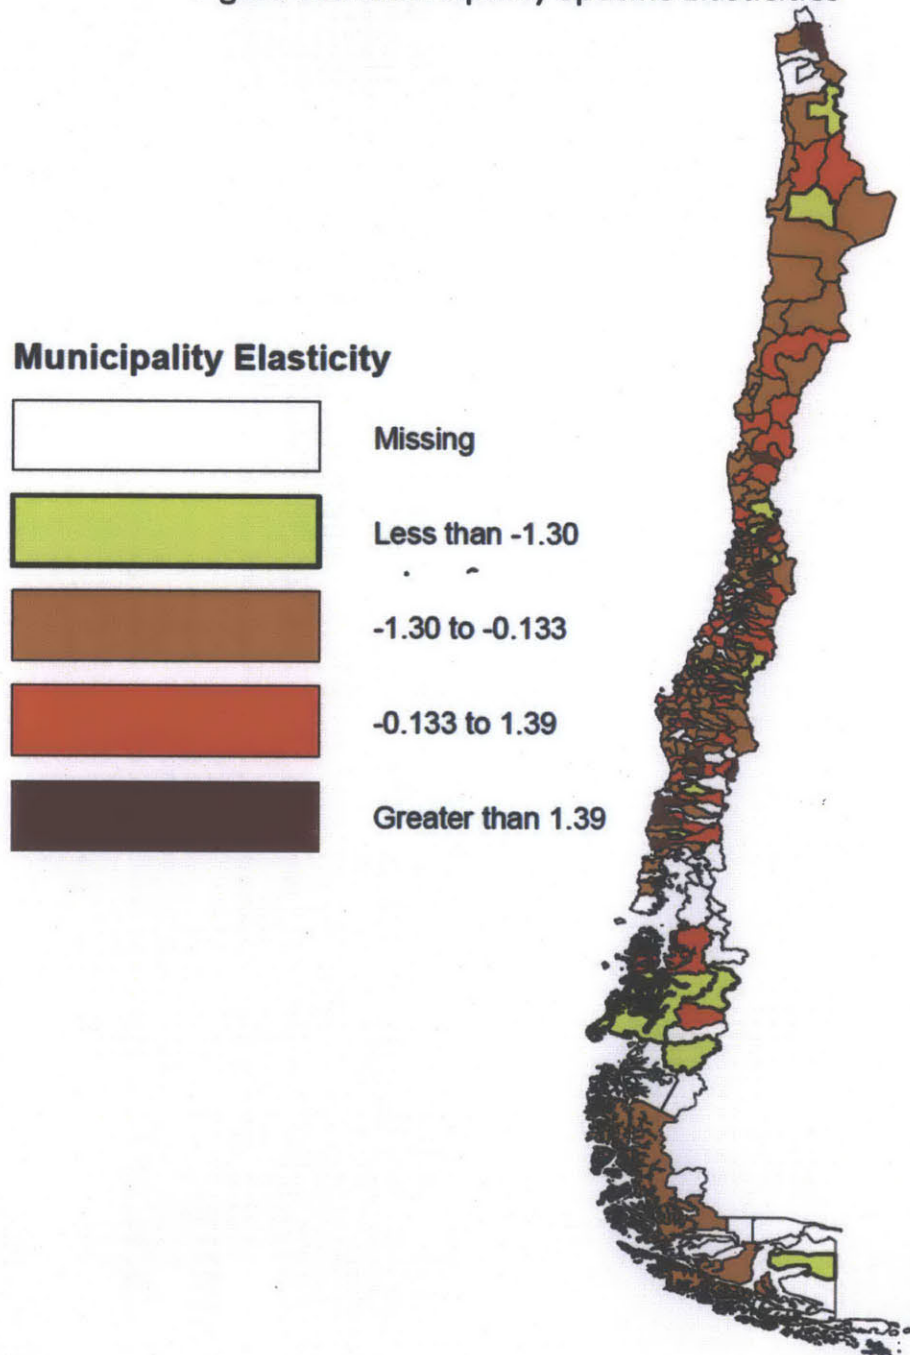 Elasticities
Municipality Elasticity
Missing
Less than -1.30
-1.30 to -0.133
-0.133 to 1.39
Greater than 1.39